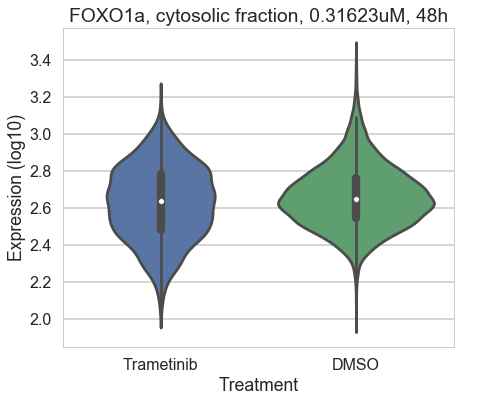 FOXO1a, cytosolic fraction, 0.31623uM, 48h
Expression (log10)
3.4
3.2
3.0
2.8
2.6
2.4
2.2
2.0
Trametinib
DMSO
Treatment